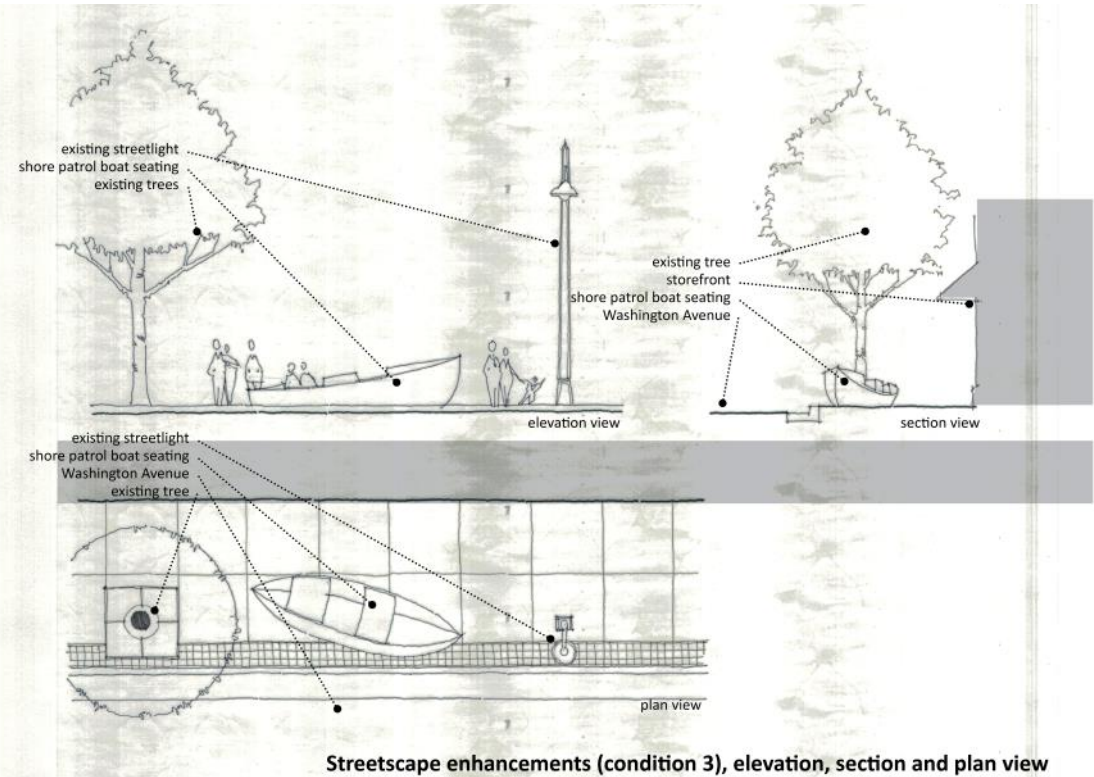 existing streetlight
shore patrol boat seating
existing trees
existing tree
storefront
shore patrol boat seating
Washington Avenue
elevation view
section view
existing streetlight
shore patrol boat seating
Washington Avenue
existing tree
plan view
Streetscape enhancements (condition 3), elevation, section and plan view